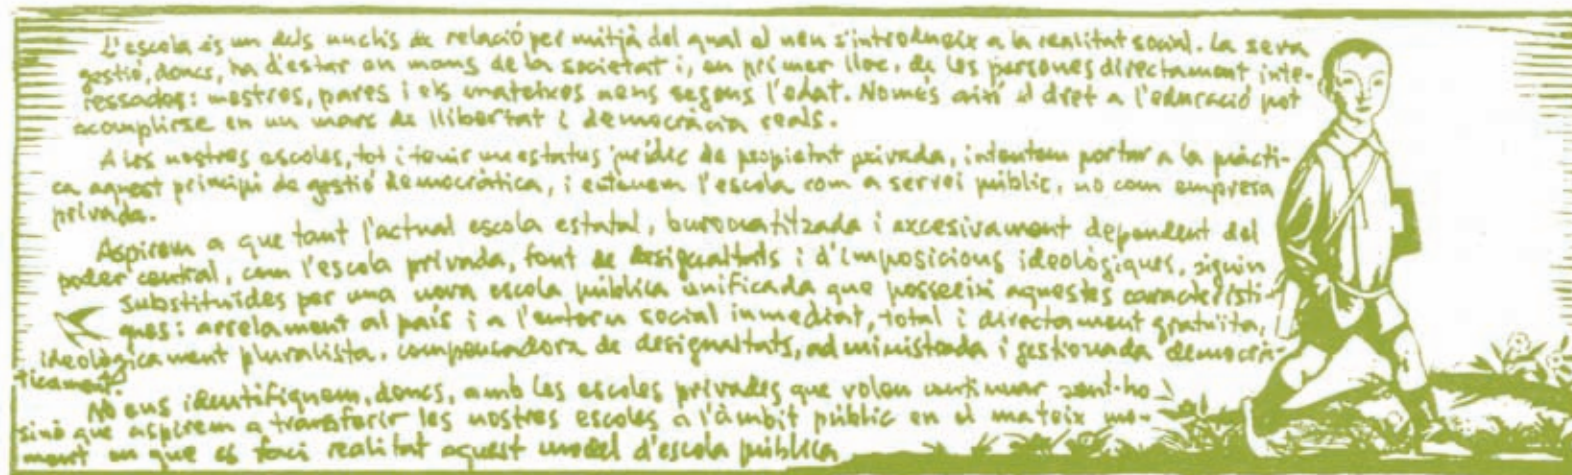 L'escola és un dels nuclis de relació per mitjà del qual el nen s'introdueix a la realitat social. La seva
gestió, doncs, ha d'estar en mans de la societat i, en primer lloc, de les persones directament inte-
ressades: mestres, pares i els mateixos nens segons l'edat. Només així el dret a l'educació pot
acomplirse en un marc de llibertat i democràcia reals.
A les nostres escoles, tot i tenir un estatus jurídic de propietat privada, intentem portar a la pràcti-
ca aquest principi de gestió democràtica, i entenem l'escola com a servei públic, no com empresa
privada.
Aspirem a que tant l'actual escola estatal, burocratitzada i excesivament dependent del
poder central, com l'escola privada, font de desigualtats i d'imposicions ideològiques, siguin
substituïdes per una nova escola pública unificada que posseeixi aquestes característi-
ques: arrelament al país i a l'entorn social inmediat, total i directament gratuïta,
ideològicament pluralista, compensadora de desigualtats, administrada i gestionada democrà-
ticament.
No ens identifiquem, doncs, amb les escoles privades que volen continuar sent-ho
sinó que aspirem a transferir les nostres escoles a l'àmbit públic en el mateix mo-
ment en que es faci realitat aquest model d'escola pública